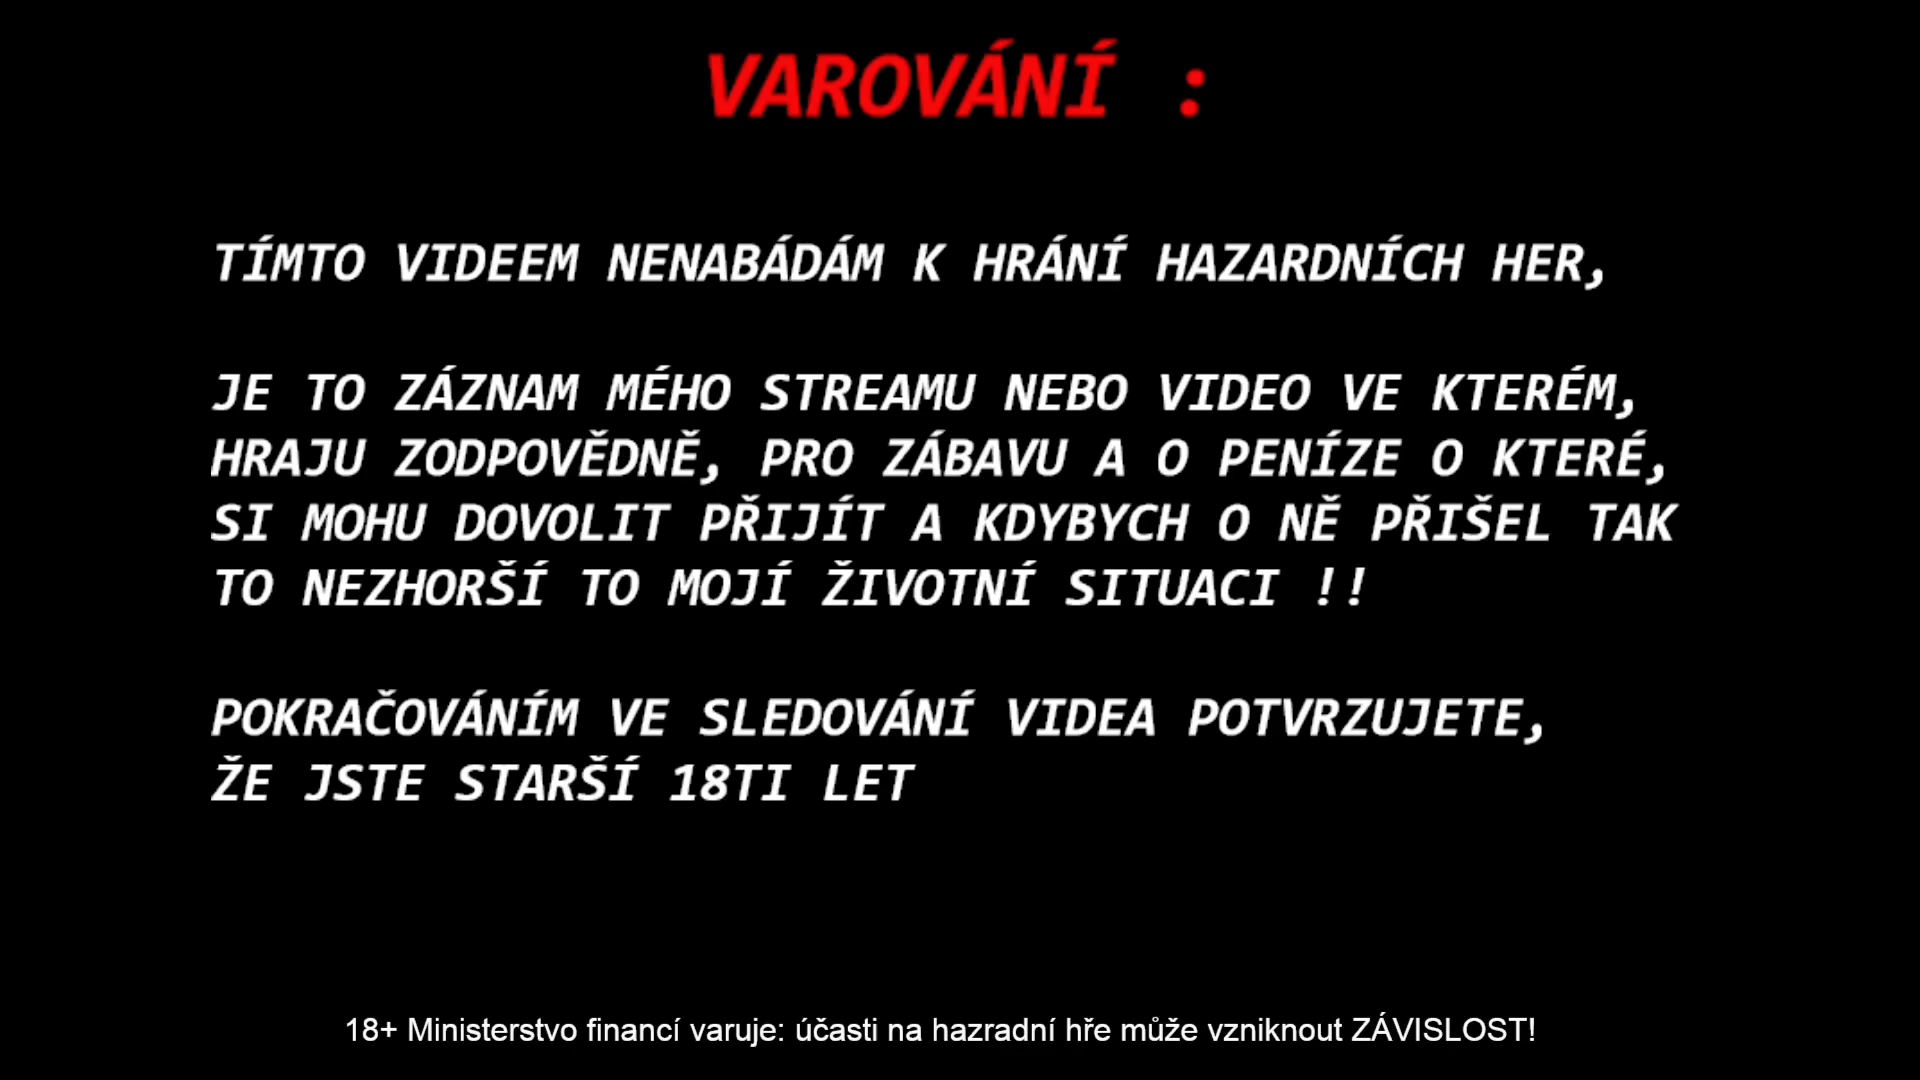 VAROVÁNÍ :
TÍMTO VIDEEM NENABÁDÁM K HRÁNÍ HAZARDNÍCH HER,
JE TO ZÁZNAM MÉHO STREAMU NEBO VIDEO VE KTERÉM,
HRAJU ZODPOVĚDNĚ, PRO ZÁBAVU A O PENÍZE O KTERÉ,
SI MOHU DOVOLIT PŘIJÍT A KDYBYCH O NĚ PŘIŠEL TAK
TO NEZHORŠÍ TO MOJÍ ŽIVOTNÍ SITUACI !!
POKRAČOVÁNÍM VE SLEDOVÁNÍ VIDEA POTVRZUJETE,
ŽE JSTE STARŠÍ 18TI LET
18+ Ministerstvo financí varuje: účasti na hazradní hře může vzniknout ZÁVISLOST!